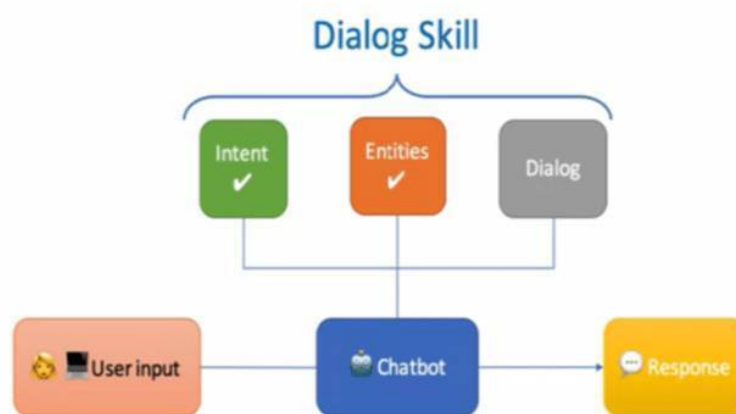 Dialog Skill
Intent
✔
Entities
✔
Dialog
User input
Chatbot
Response